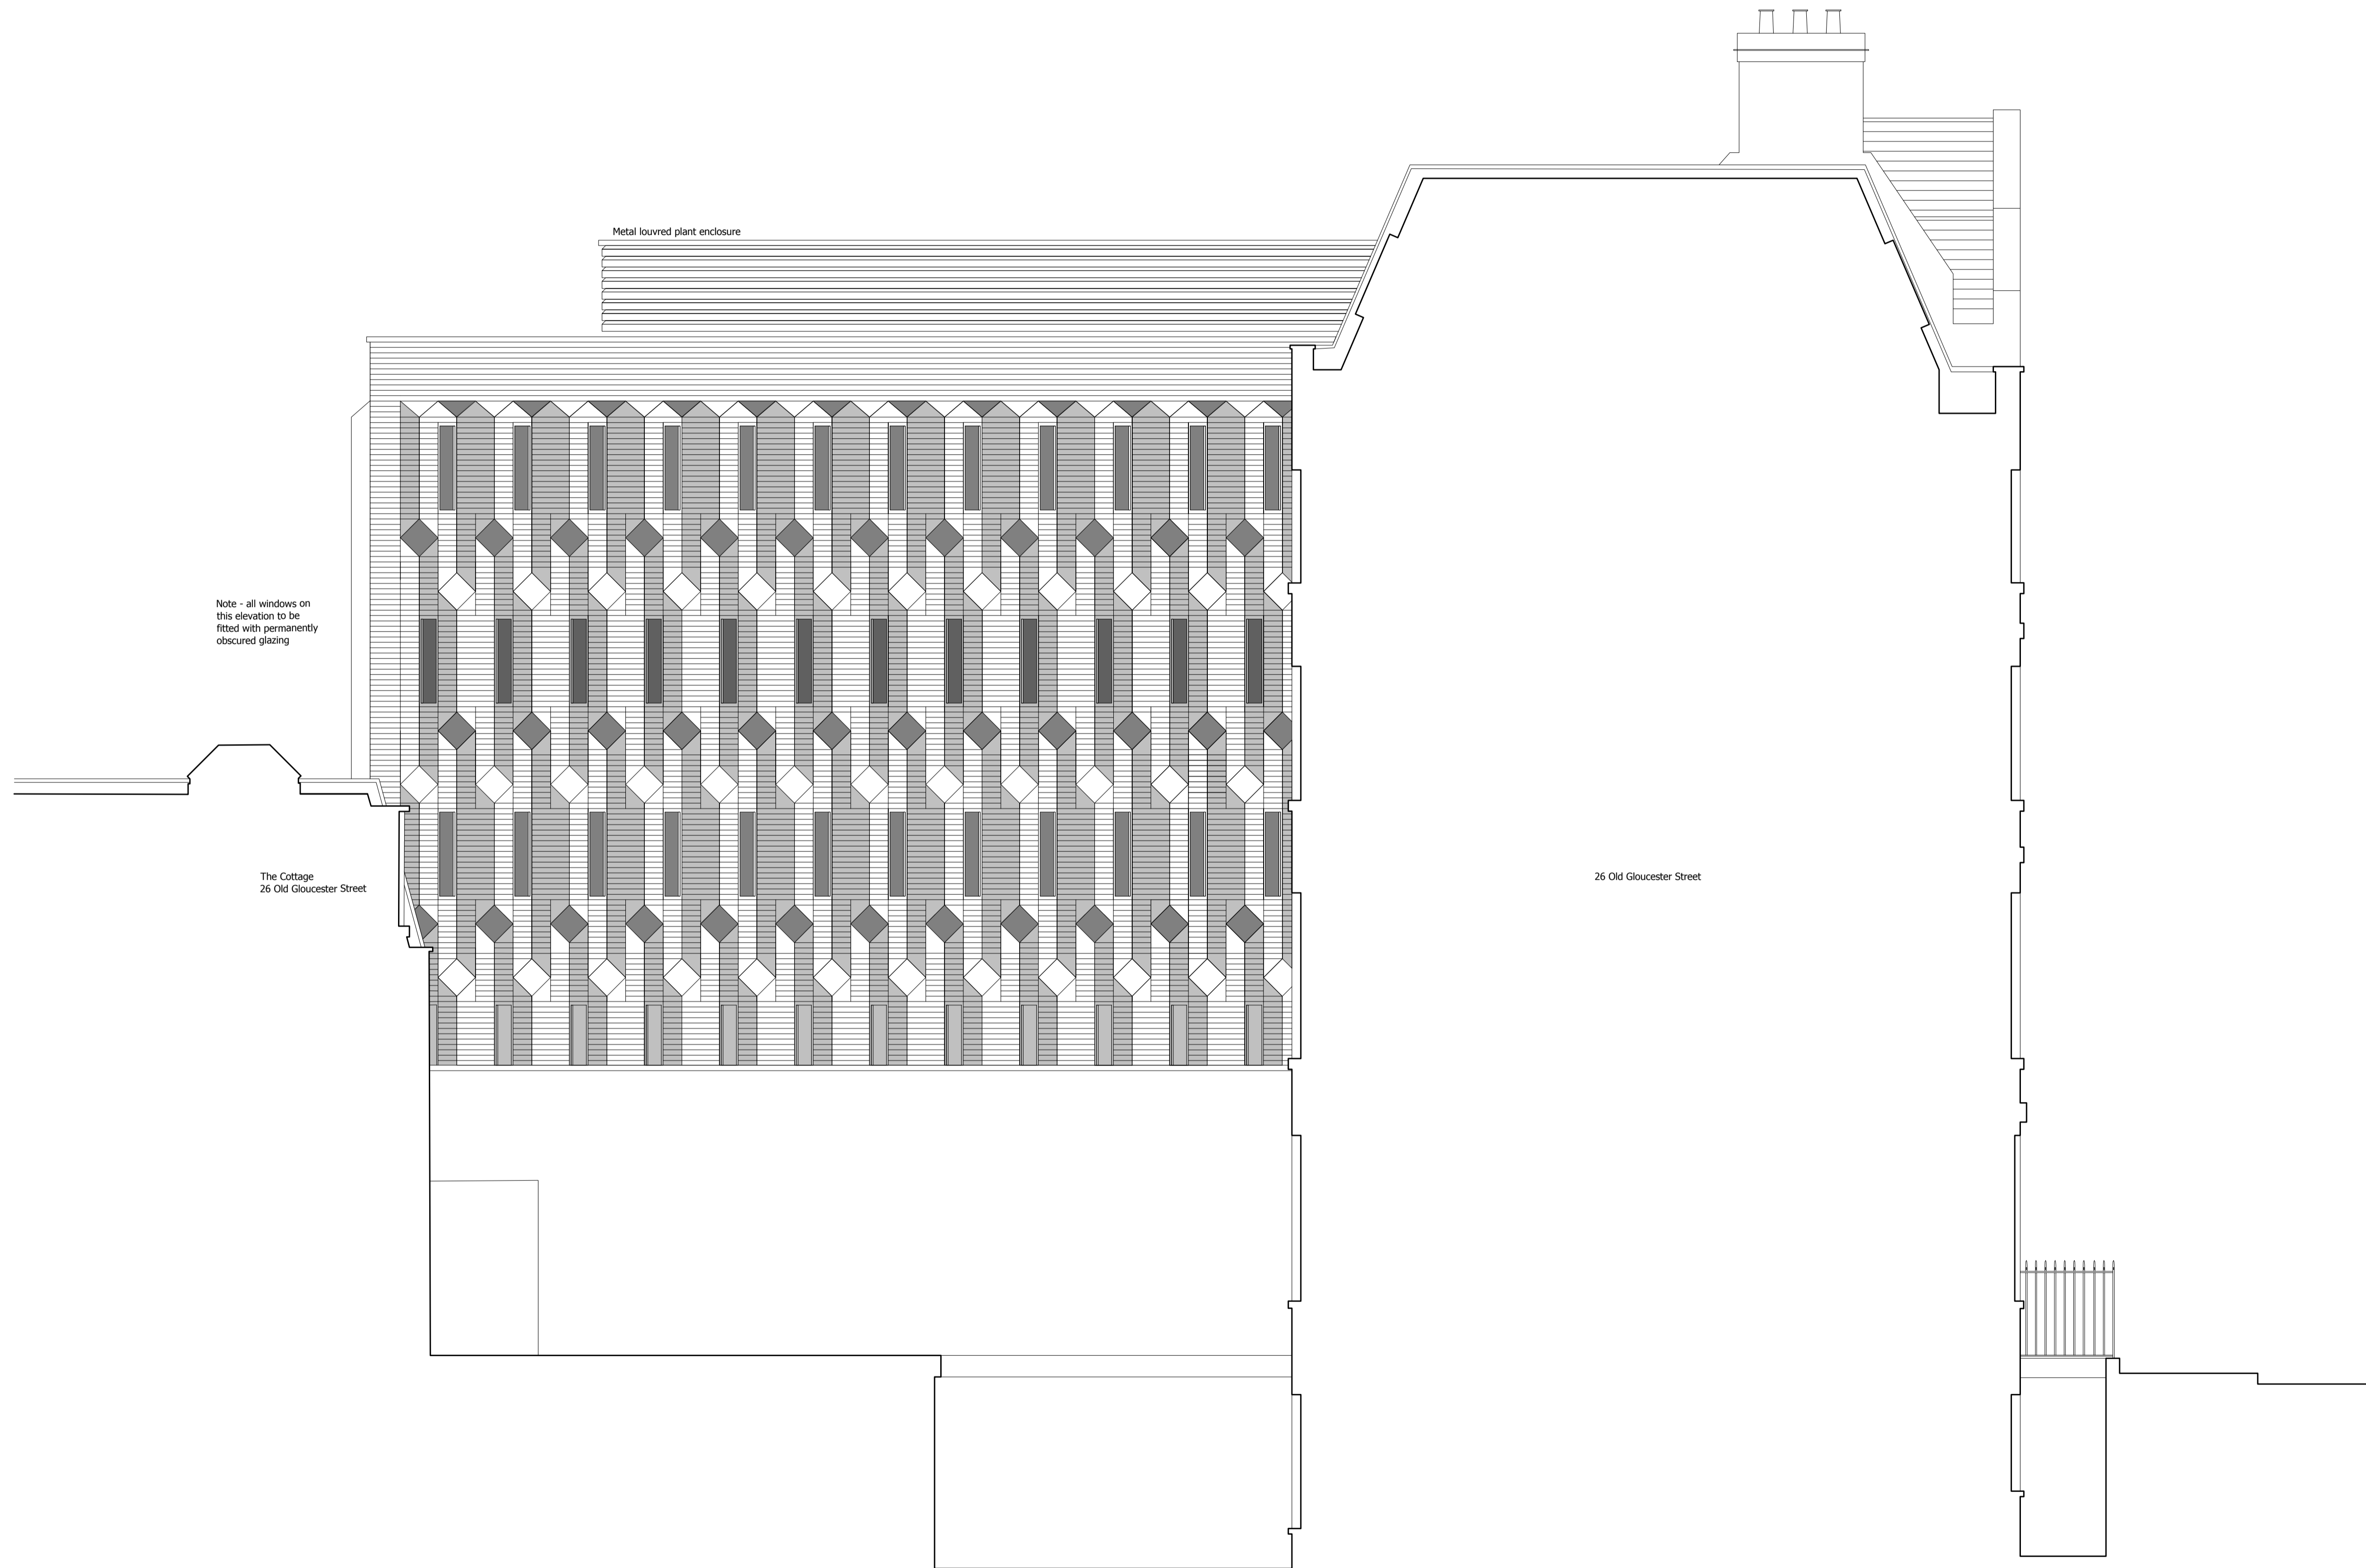 Metal louvred plant enclosure
Note - all windows on
this elevation to be
fitted with permanently
obscured glazing
The Cottage
26 Old Gloucester Street
26 Old Gloucester Street